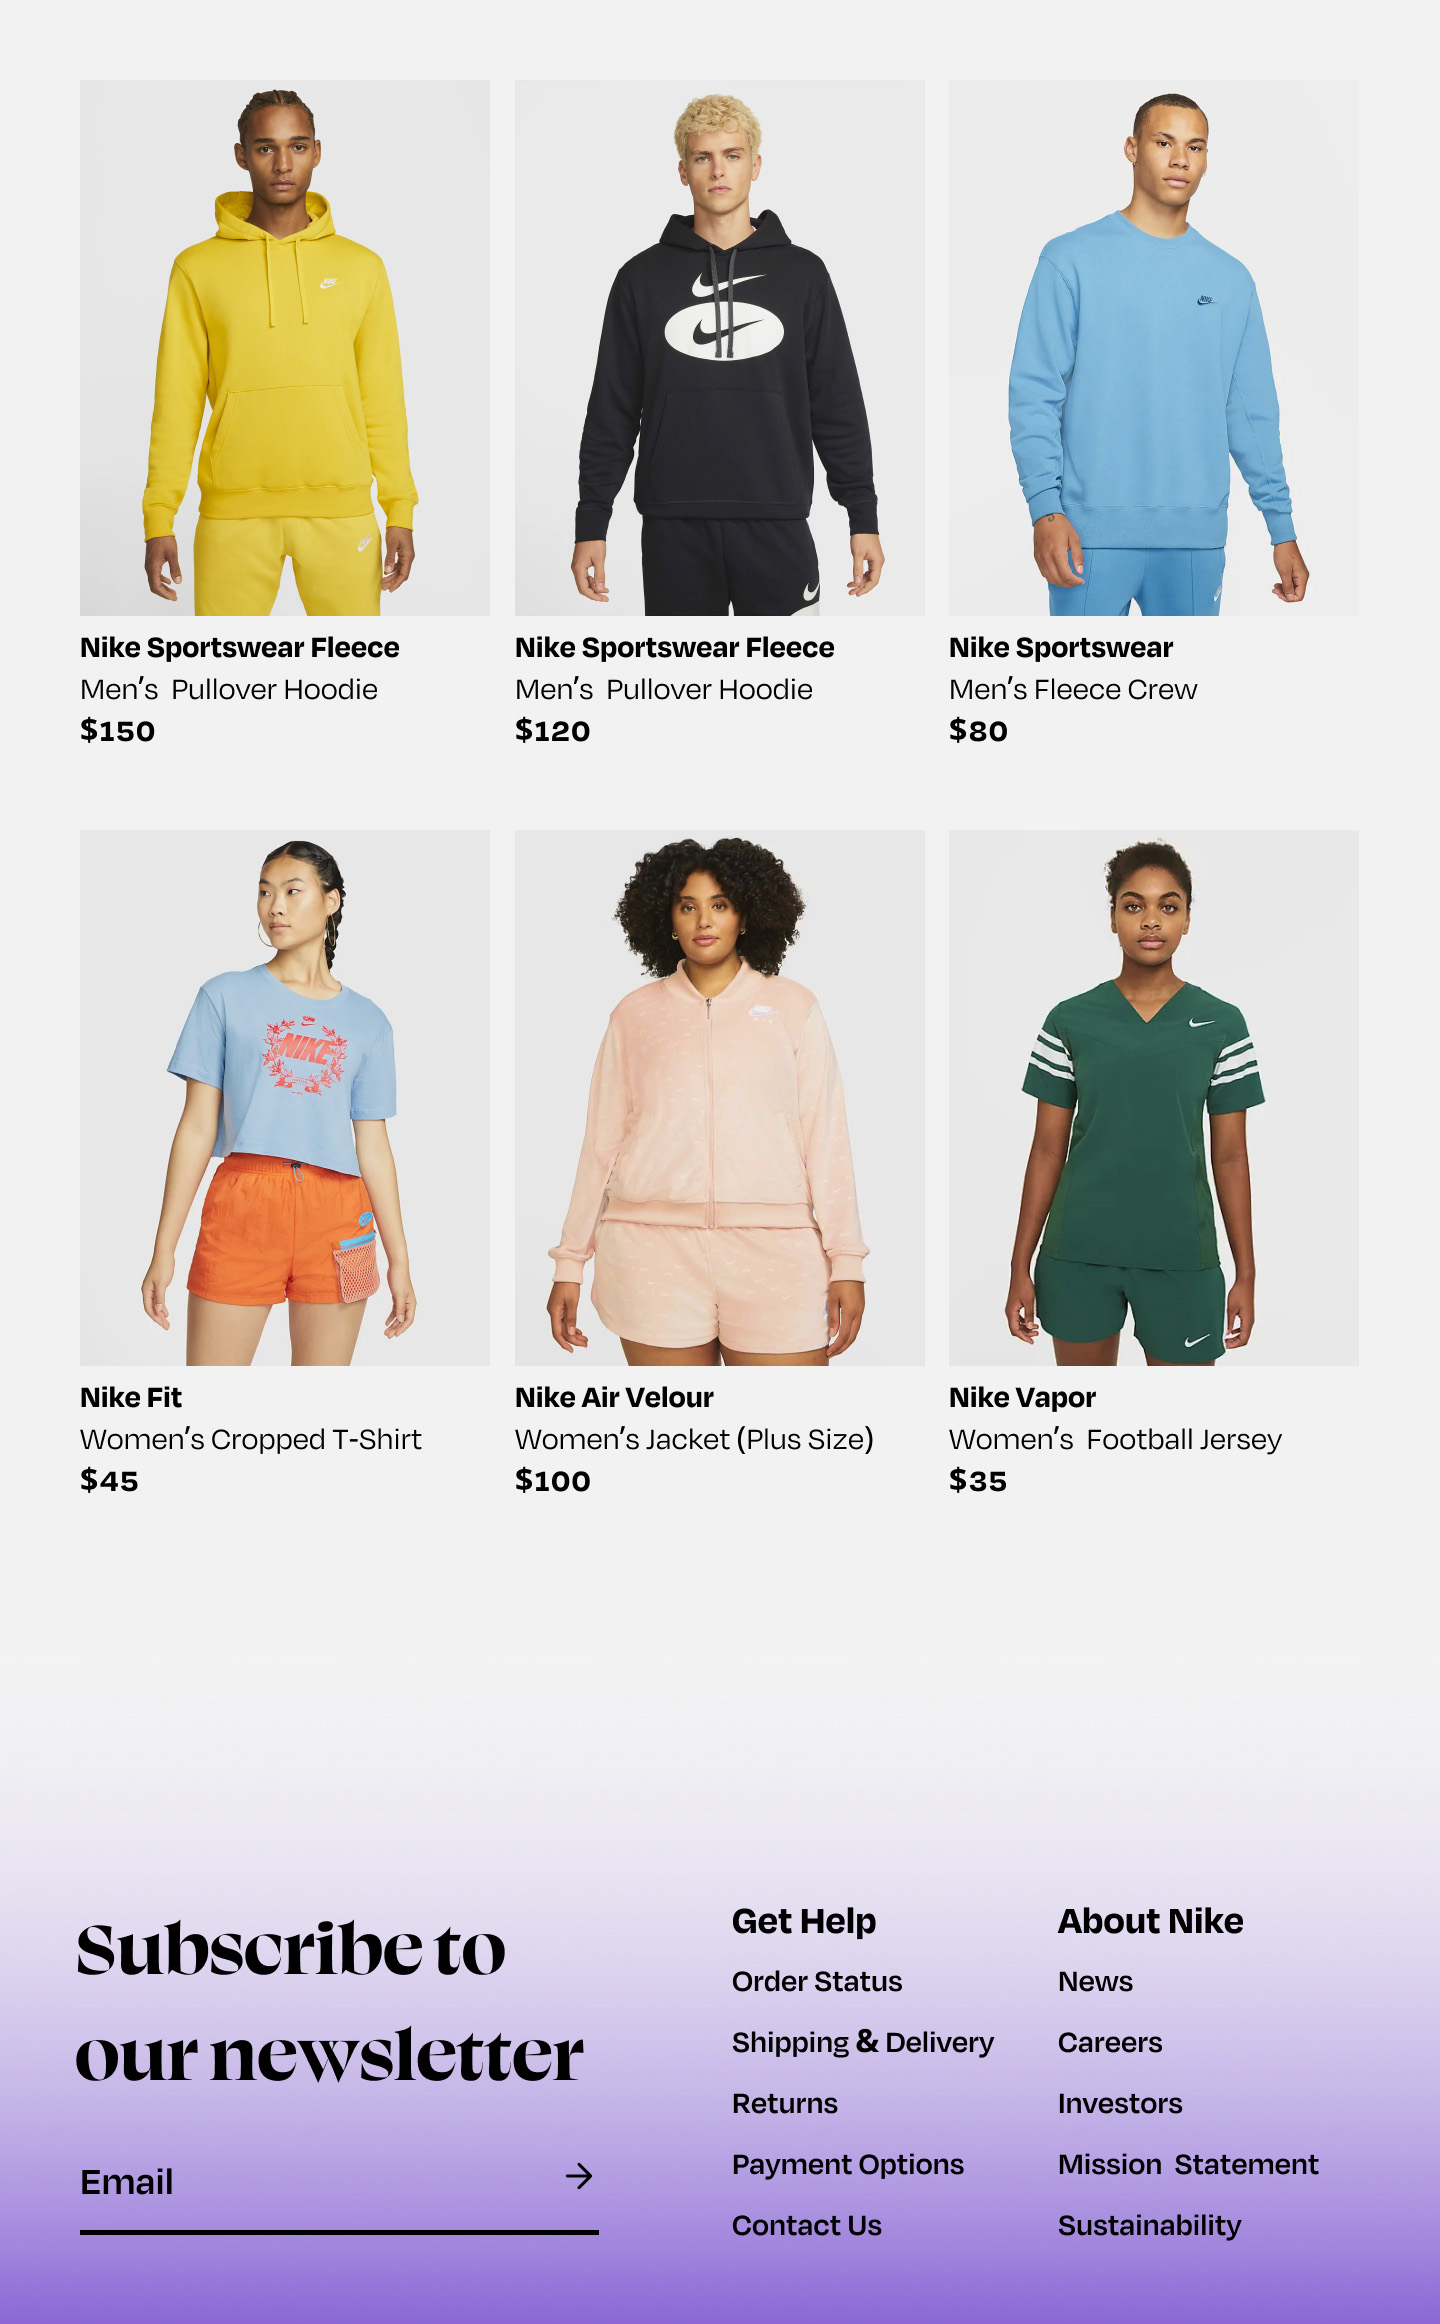 Nike Sportswear Fleece
Men’s  Pullover Hoodie
$150
Nike Sportswear Fleece
Men’s  Pullover Hoodie
$120
Nike Sportswear
Men’s Fleece Crew
$80
NIKE
Nike Fit
Women’s Cropped T-Shirt
$45
Nike Air Velour
Women’s Jacket (Plus Size)
$100
Nike Vapor
Women’s  Football Jersey
$35
Subscribe to
our newsletter
Email
Get Help
Order Status
Shipping & Delivery
Returns
Payment Options
Contact Us
About Nike
News
Careers
Investors
Mission  Statement
Sustainability